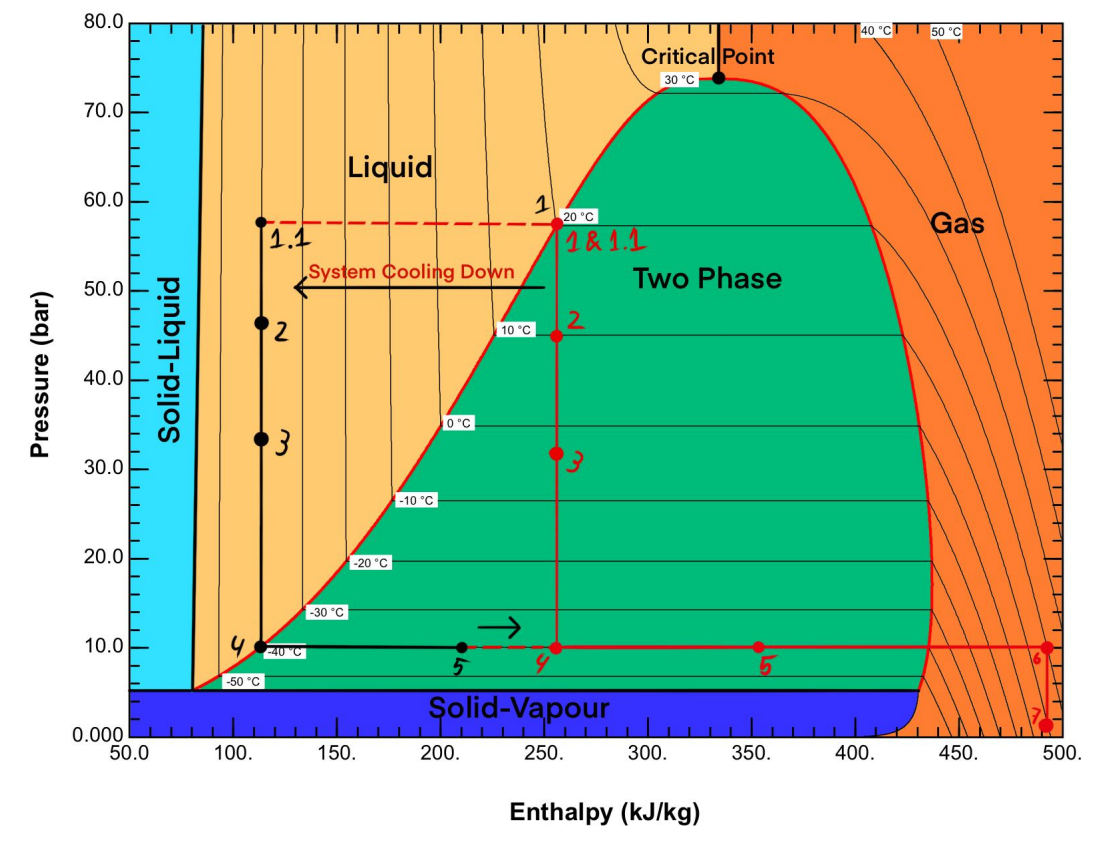 80.0
40 °C
50 °C
Critical Point
30 °C
70.0
Liquid
60.0
1
20 °C
1.1
1 & 1.1
Gas
System Cooling Down
Two Phase
50.0
Solid-Liquid
Pressure (bar)
2
10 °C
2
40.0
3
0 °C
3
30.0
-10 °C
20.0
-20 °C
-30 °C
10.0
4
-40 °C
5
4
5
6
-50 °C
Solid-Vapour
7
0.000
50.0
100.
150.
200.
250.
300.
350.
400.
450.
500.
Enthalpy (kJ/kg)